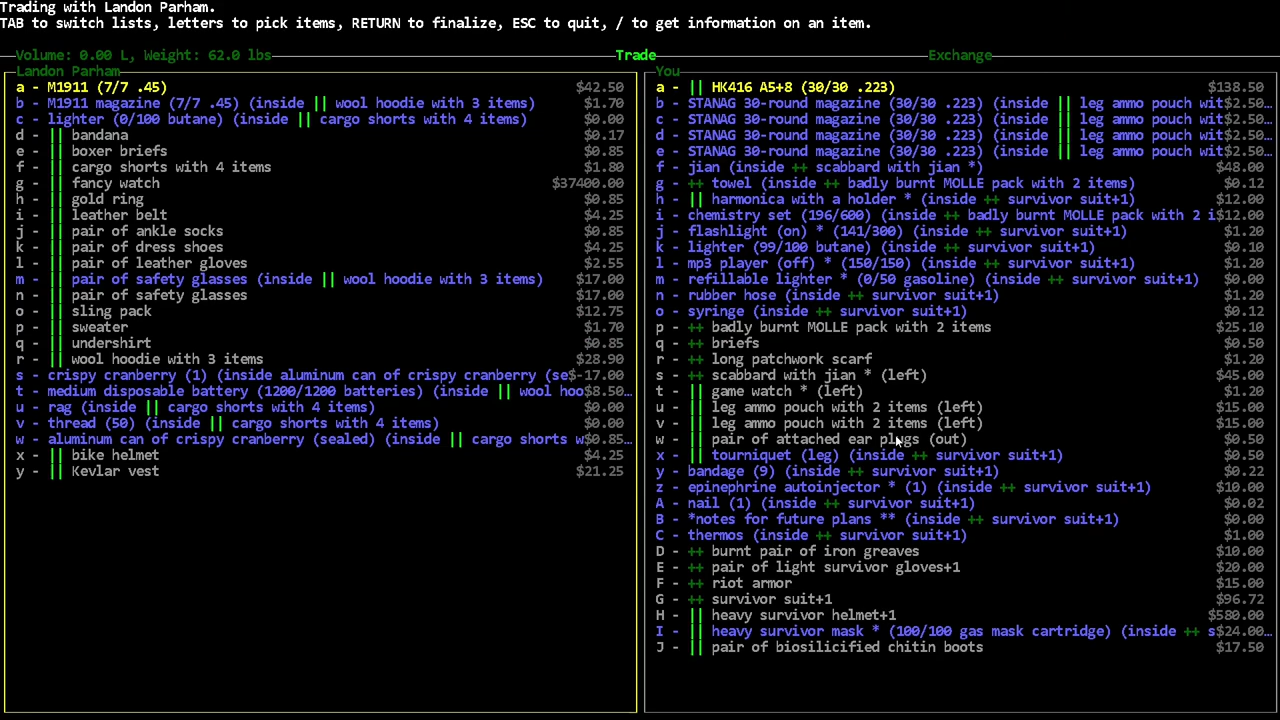 Trading with Landon Parham.
TAB to switch lists, letters to pick items, RETURN to finalize, ESC to quit, / to get information on an item.
Volume: 0.00 L, Weight: 62.0 lbs
Trade
Exchange
Landon Parham
a - M1911 (7/7 .45) $42.50
b - M1911 magazine (7/7 .45) (inside || wool hoodie with 3 items) $1.70
c - lighter (0/100 butane) (inside || cargo shorts with 4 items) $0.00
d - || bandana $0.17
e - || boxer briefs $0.85
f - || cargo shorts with 4 items $1.80
g - || fancy watch $37400.00
h - || gold ring $0.85
i - || leather belt $4.25
j - || pair of ankle socks $0.85
k - || pair of dress shoes $4.25
l - || pair of leather gloves $2.55
m - || pair of safety glasses (inside || wool hoodie with 3 items) $17.00
n - || pair of safety glasses $17.00
o - || sling pack $12.75
p - || sweater $1.70
q - || undershirt $0.85
r - || wool hoodie with 3 items $28.90
s - crispy cranberry (1) (inside aluminum can of crispy cranberry (se$-17.00
t - medium disposable battery (1200/1200 batteries) (inside || wool hoo$8.50…
u - rag (inside || cargo shorts with 4 items) $0.00
v - thread (50) (inside || cargo shorts with 4 items) $0.00
w - aluminum can of crispy cranberry (sealed) (inside || cargo shorts w$0.85…
x - || bike helmet $4.25
y - || Kevlar vest $21.25
You
a - || HK416 A5+8 (30/30 .223) $138.50
b - STANAG 30-round magazine (30/30 .223) (inside || leg ammo pouch wit$2.50…
c - STANAG 30-round magazine (30/30 .223) (inside || leg ammo pouch wit$2.50…
d - STANAG 30-round magazine (30/30 .223) (inside || leg ammo pouch wit$2.50…
e - STANAG 30-round magazine (30/30 .223) (inside || leg ammo pouch wit$2.50…
f - jian (inside ++ scabbard with jian *) $48.00
g - ++ towel (inside ++ badly burnt MOLLE pack with 2 items) $0.12
h - || harmonica with a holder * (inside ++ survivor suit+1) $12.00
i - chemistry set (196/600) (inside ++ badly burnt MOLLE pack with 2 i$12.00
j - flashlight (on) * (141/300) (inside ++ survivor suit+1) $1.20
k - lighter (99/100 butane) (inside ++ survivor suit+1) $0.10
l - mp3 player (off) * (150/150) (inside ++ survivor suit+1) $1.20
m - refillable lighter * (0/50 gasoline) (inside ++ survivor suit+1) $0.00
n - rubber hose (inside ++ survivor suit+1) $1.20
o - syringe (inside ++ survivor suit+1) $0.12
p - ++ badly burnt MOLLE pack with 2 items $25.10
q - ++ briefs $0.50
r - ++ long patchwork scarf $1.20
s - ++ scabbard with jian * (left) $45.00
t - || game watch * (left) $1.20
u - || leg ammo pouch with 2 items (left) $15.00
v - || leg ammo pouch with 2 items (left) $15.00
w - || pair of attached ear plugs (out) $0.50
x - || tourniquet (leg) (inside ++ survivor suit+1) $0.50
y - bandage (9) (inside ++ survivor suit+1) $0.22
z - epinephrine autoinjector * (1) (inside ++ survivor suit+1) $10.00
A - nail (1) (inside ++ survivor suit+1) $0.02
B - *notes for future plans ** (inside ++ survivor suit+1) $0.00
C - thermos (inside ++ survivor suit+1) $1.00
D - ++ burnt pair of iron greaves $10.00
E - ++ pair of light survivor gloves+1 $20.00
F - ++ riot armor $15.00
G - ++ survivor suit+1 $96.72
H - || heavy survivor helmet+1 $580.00
I - || heavy survivor mask * (100/100 gas mask cartridge) (inside ++ s$24.00…
J - || pair of biosilicified chitin boots $17.50